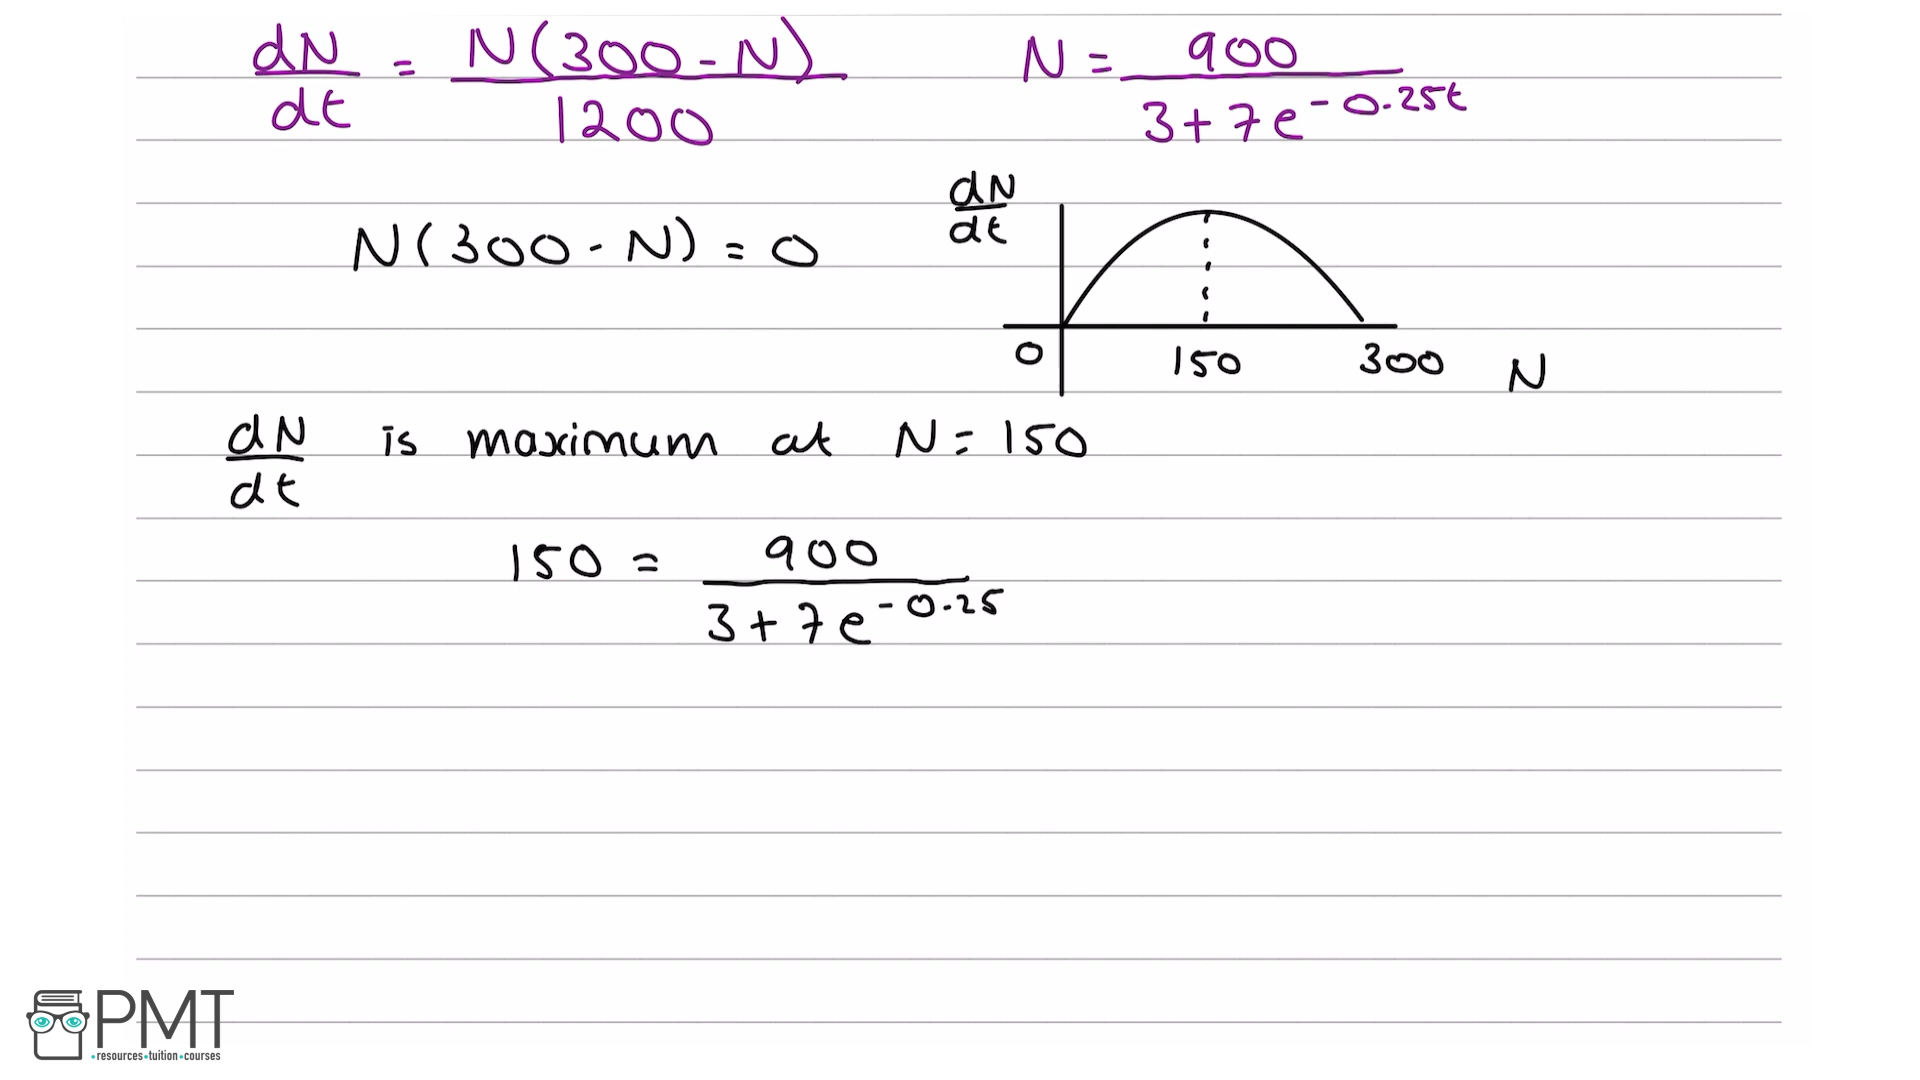 dN/dt = N(300-N)/1200    N = 900/(3+7e^-0.25t)
N(300-N) = 0
dN/dt
0    150    300    N
dN/dt is maximum at N = 150
150 = 900/(3+7e^-0.25)
PMT
•resources•tuition•courses